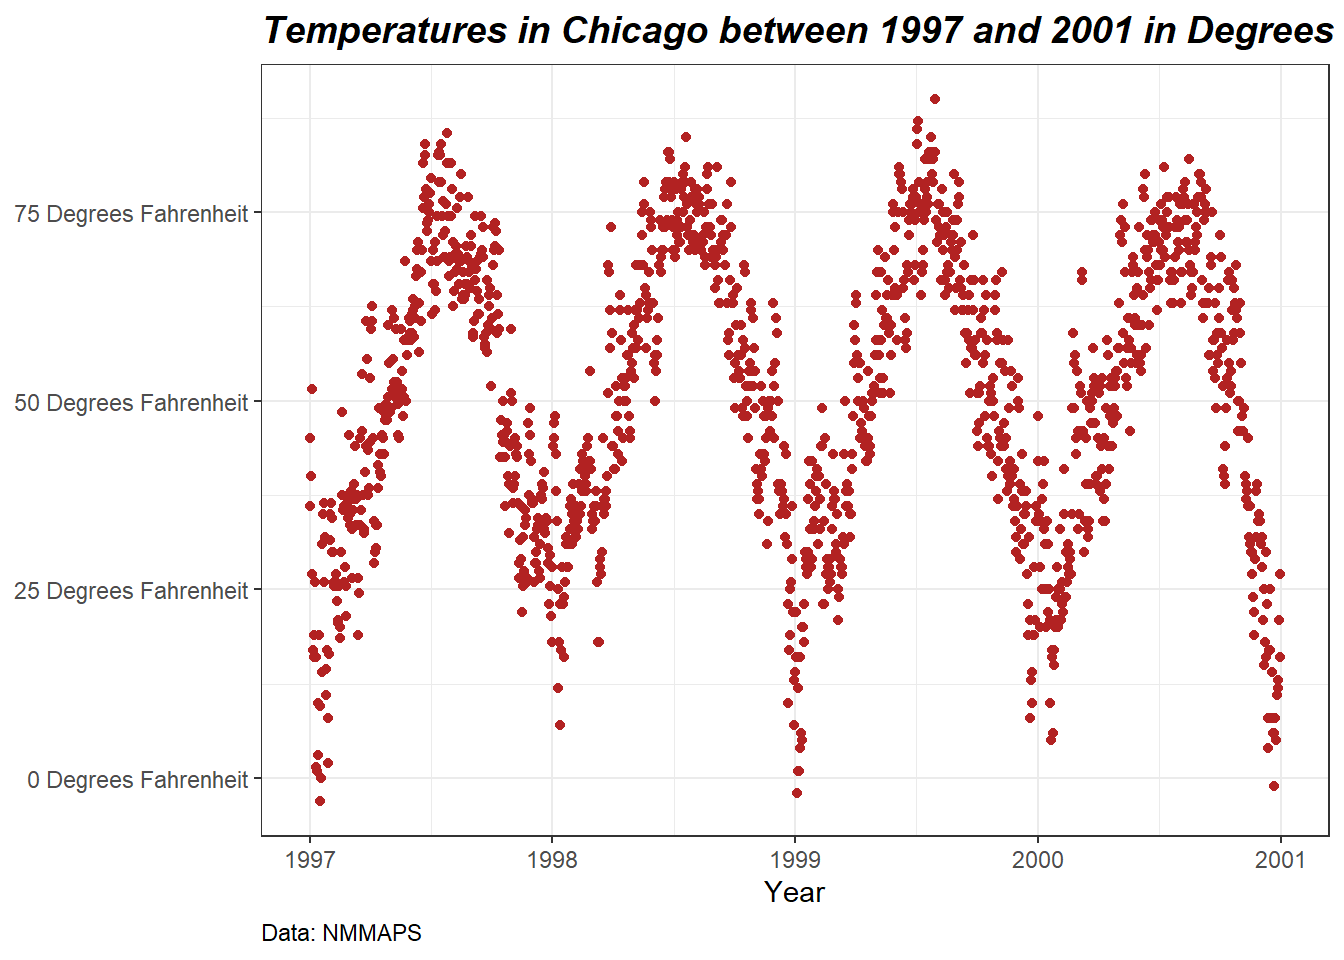 Temperatures in Chicago between 1997 and 2001 in Degrees
75 Degrees Fahrenheit
50 Degrees Fahrenheit
25 Degrees Fahrenheit
0 Degrees Fahrenheit
1997 1998 1999 2000 2001
Year
Data: NMMAPS